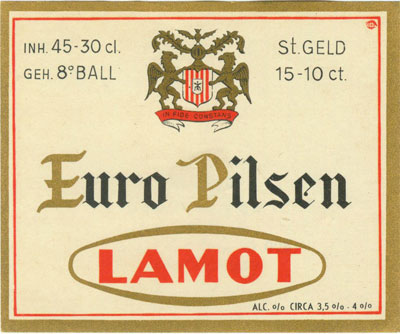 INH. 45-30 cl.
GEH. 8° BALL
St. GELD
15-10 ct.
IN FIDE CONSTANS
Euro Pilsen
LAMOT
ALC. o/o CIRCA 3,5 o/o - 4 o/o